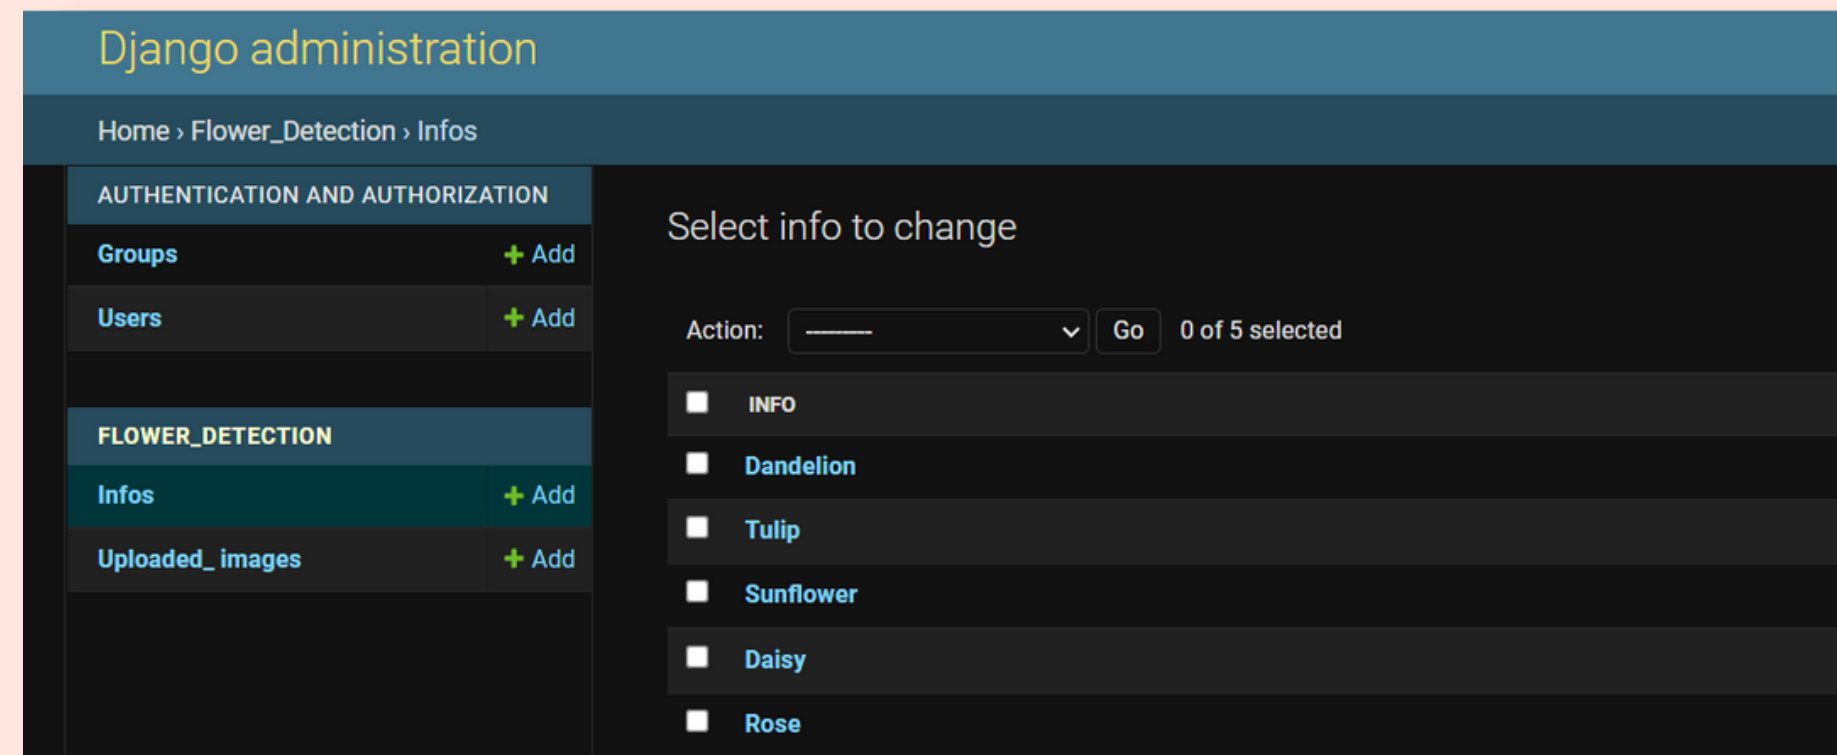 Django administration
Home › Flower_Detection › Infos
AUTHENTICATION AND AUTHORIZATION
Groups + Add
Users + Add
FLOWER_DETECTION
Infos + Add
Uploaded_ images + Add
Select info to change
Action: --------- Go 0 of 5 selected
INFO
Dandelion
Tulip
Sunflower
Daisy
Rose